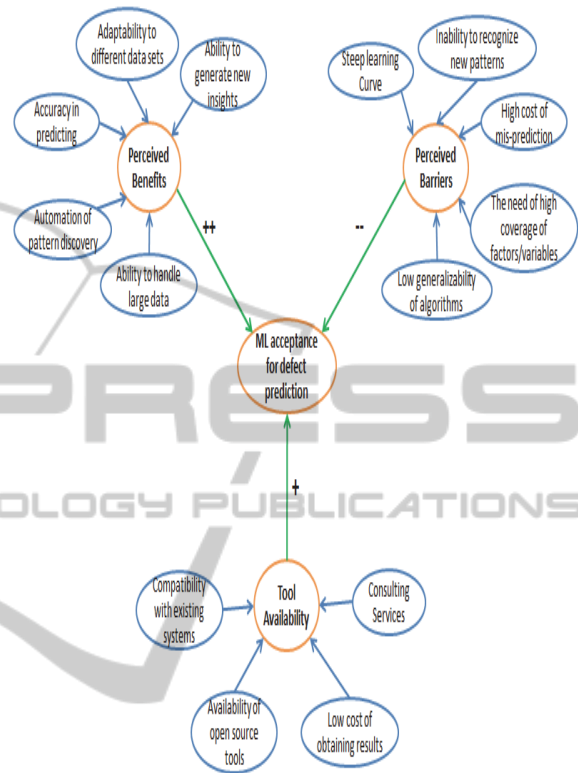 Adaptability to
different data sets
Ability to
generate new
insights
Accuracy in
predicting
Perceived
Benefits
Automation of
pattern discovery
Ability to handle
large data
++
Inability to recognize
new patterns
Steep learning
Curve
High cost of
mis-prediction
Perceived
Barriers
The need of high
coverage of
factors/variables
Low generalizability
of algorithms
--
ML acceptance
for defect
prediction
PRESS
OLOGY PUBLICATIONS
+
Compatibility
with existing
systems
Tool
Availability
Consulting
Services
Availability of
open source
tools
Low cost of
obtaining results